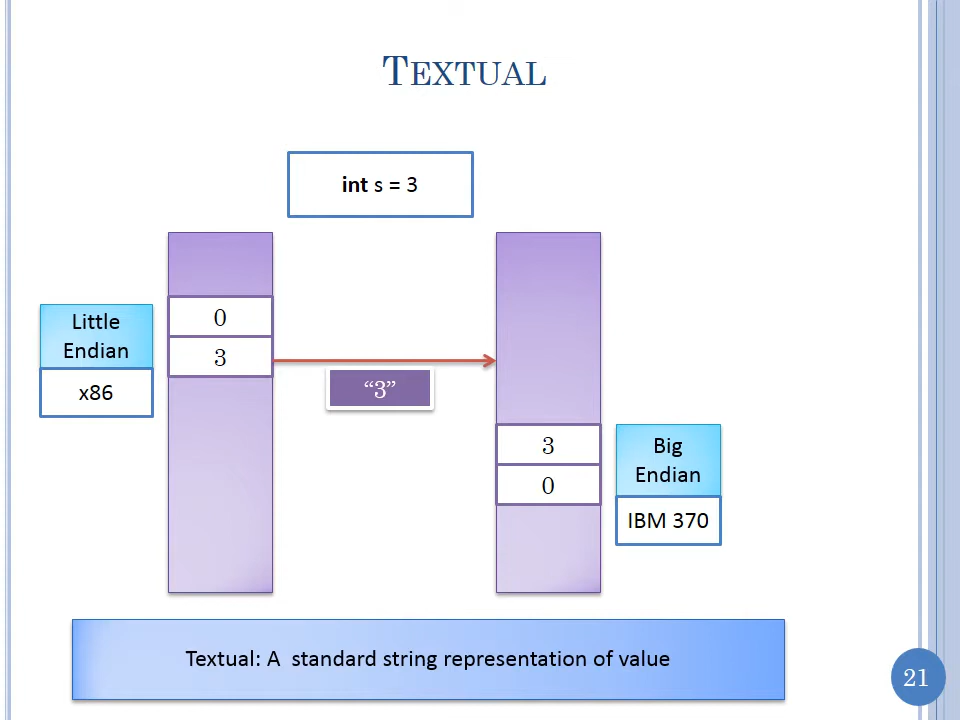 TEXTUAL
int s = 3
Little
Endian
x86
0
3
“3”
3
0
Big
Endian
IBM 370
Textual: A standard string representation of value
21